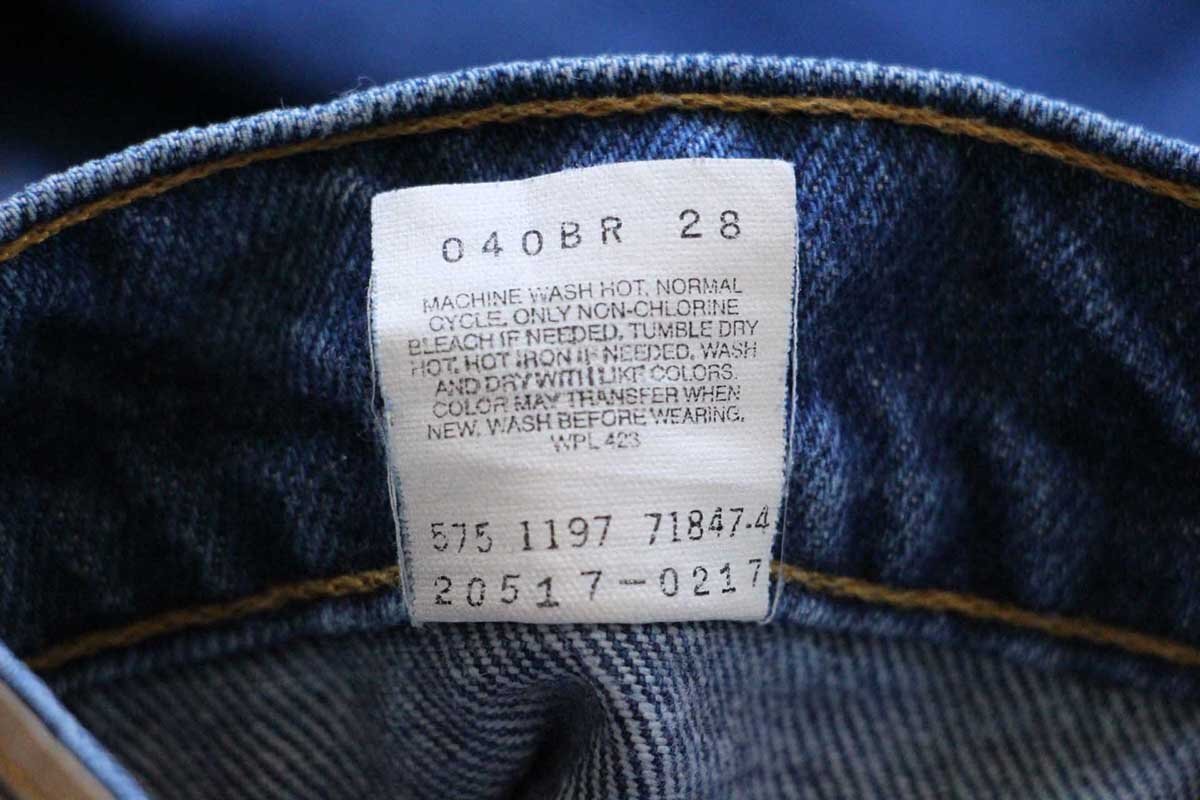 040BR 28
MACHINE WASH HOT, NORMAL
CYCLE. ONLY NON-CHLORINE
BLEACH IF NEEDED. TUMBLE DRY
HOT. HOT IRON IF NEEDED. WASH
AND DRY WITH LIKE COLORS.
COLOR MAY TRANSFER WHEN
NEW. WASH BEFORE WEARING.
WPL 423
575 1197 71847-4
20517-0217